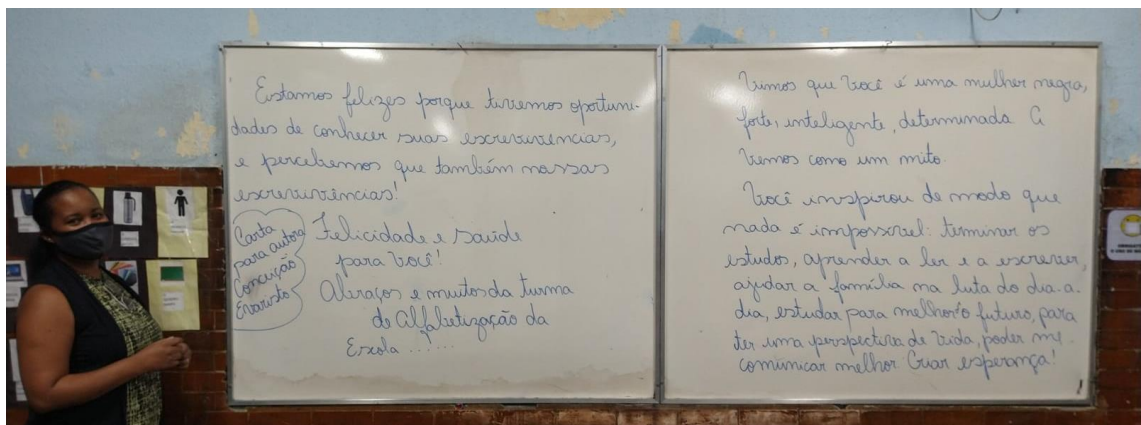 Estamos felizes porque tivemos oportuni-
dades de conhecer suas escrevivências,
e percebemos que também nossas
escrevivências!
Carta
para autora
Conceição
Evaristo
Felicidade e Saúde
para Você!
Abraços e muitos da turma
de Alfabetização da
Escola ......
Vimos que Você é uma mulher negra,
forte, inteligente, determinada. A
vemos como um mito.
Você inspirou de modo que
nada é impossível: terminar os
estudos, aprender a ler e a escrever,
ajudar a família na luta do dia-a-
dia, estudar para melhor o futuro, para
ter uma perspectiva de vida, poder me
comunicar melhor. Criar esperança!